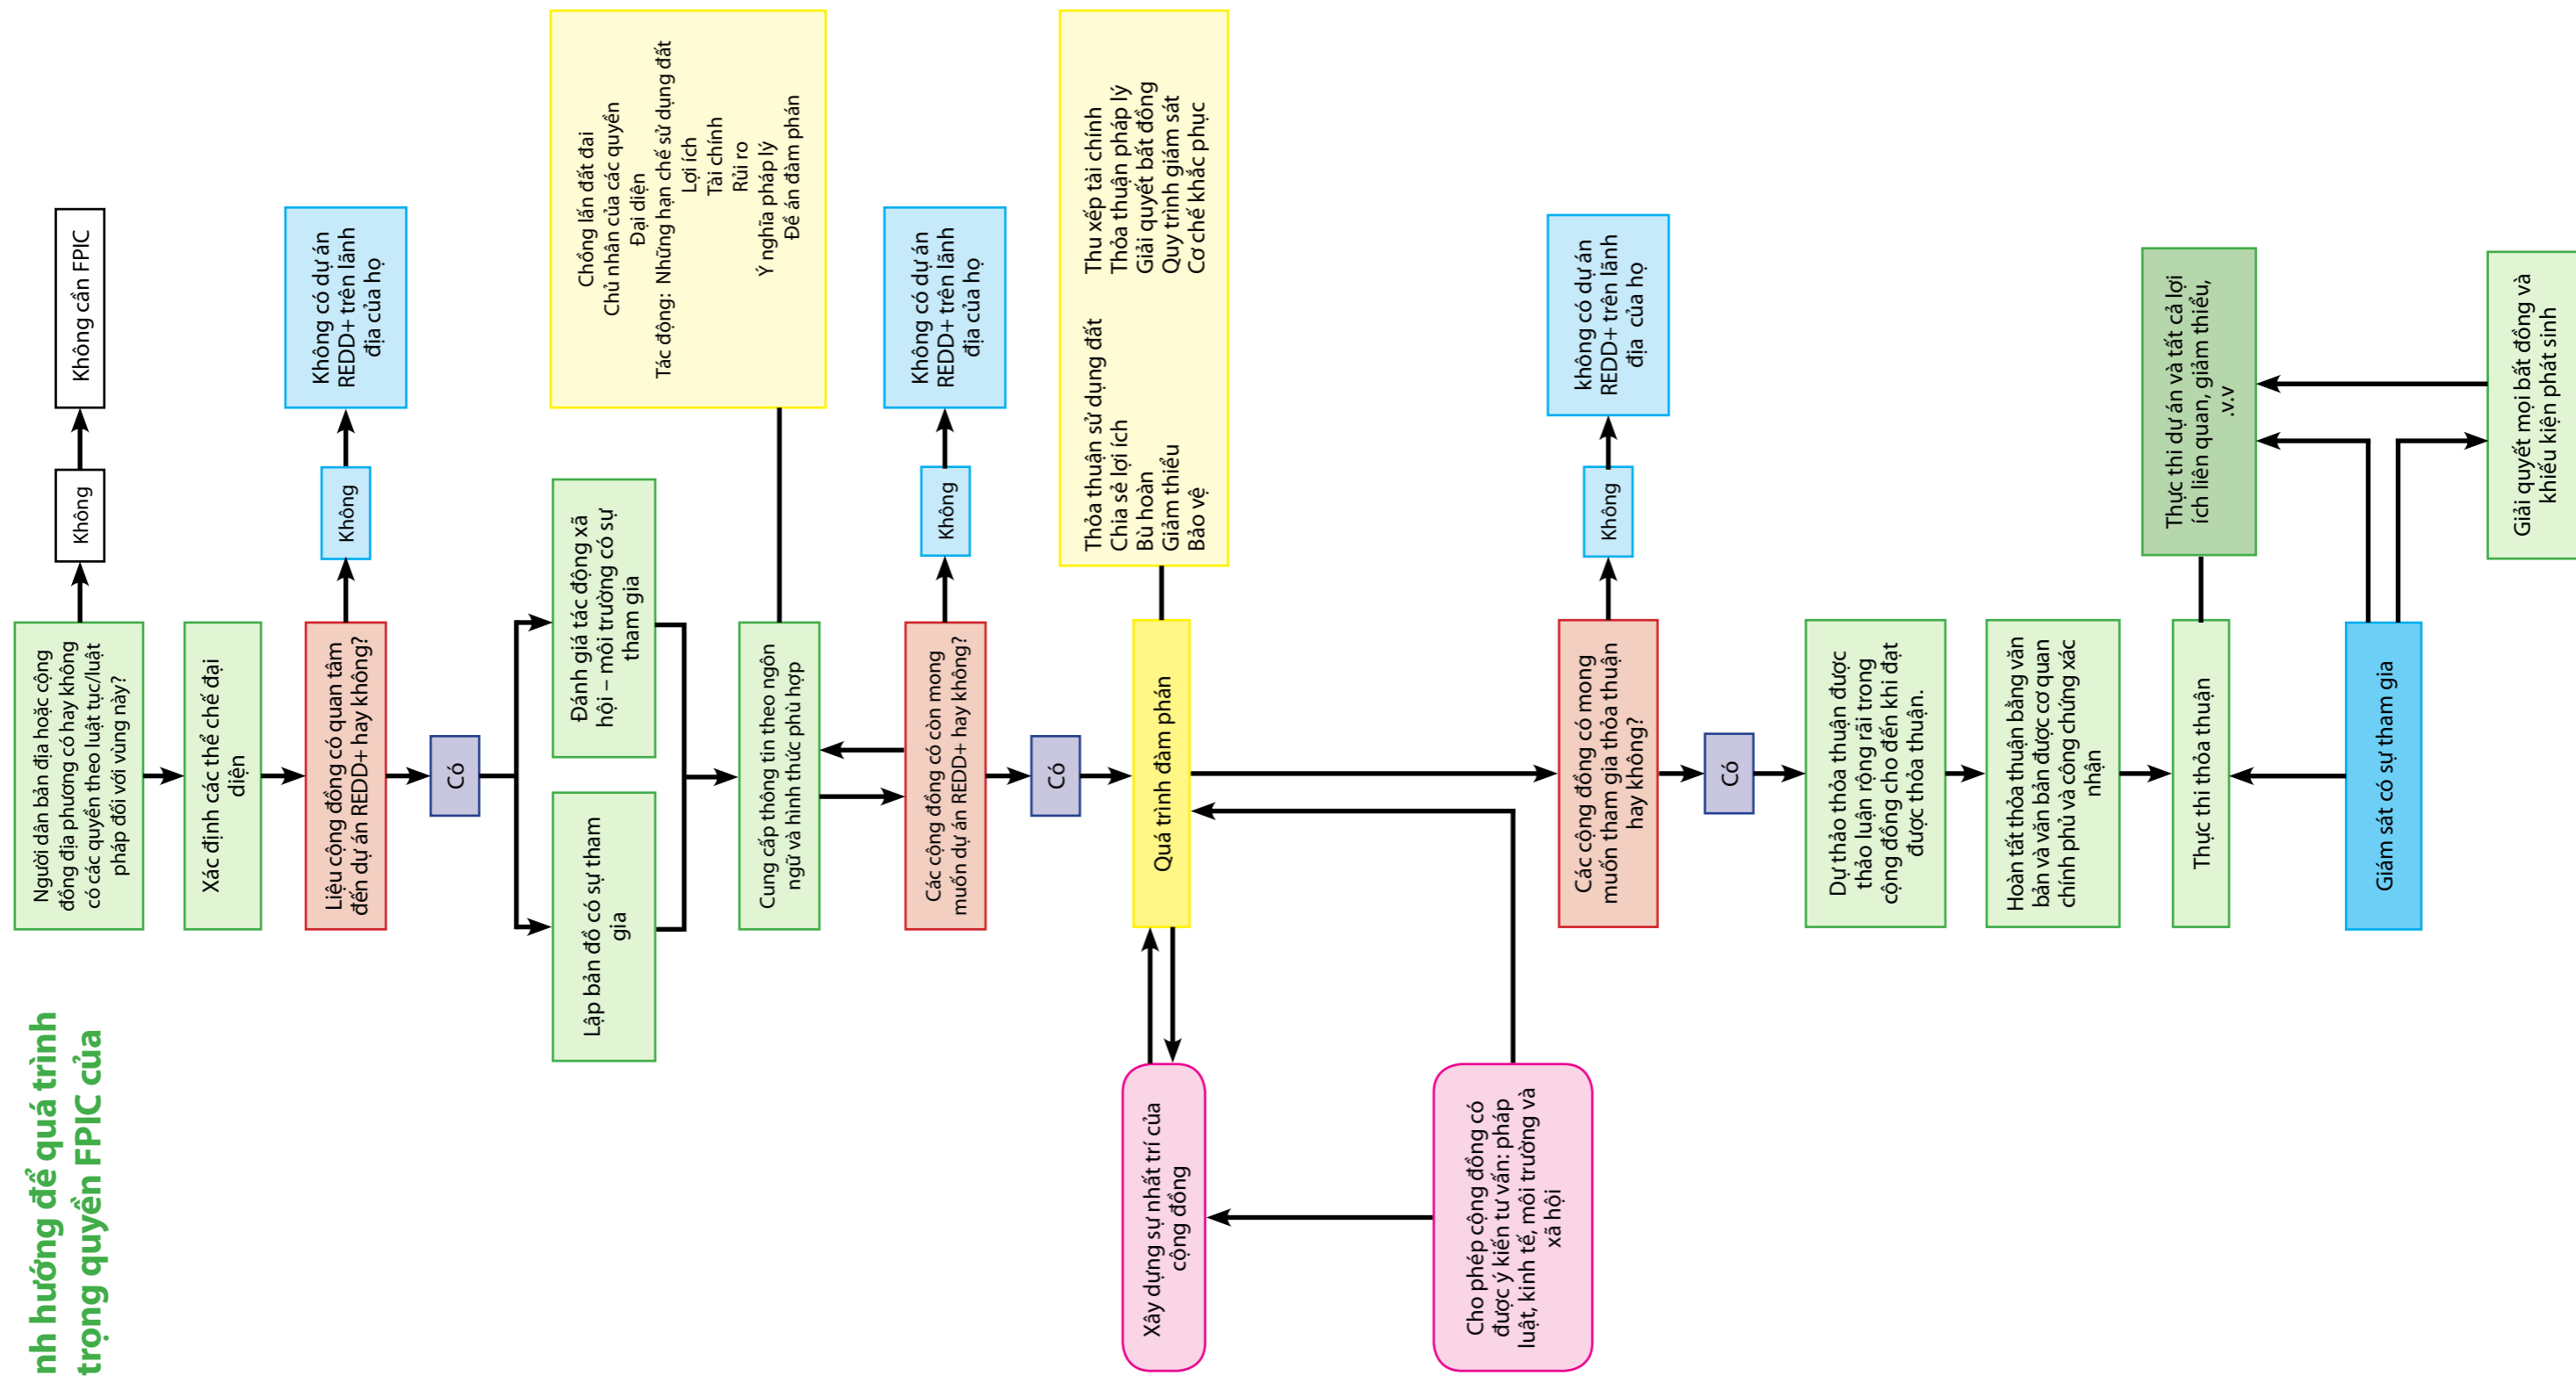 nh hướng để quá trình
trọng quyền FPIC của
Người dân bản địa hoặc cộng
đồng địa phương có hay không
có các quyền theo luật tục/luật
pháp đối với vùng này?
Không
Không cần FPIC
Xác định các thể chế đại
diện
Liệu cộng đồng có quan tâm
đến dự án REDD+ hay không?
Không
Không có dự án
REDD+ trên lãnh
địa của họ
Có
Lập bản đồ có sự tham
gia
Đánh giá tác động xã
hội – môi trường có sự
tham gia
Cung cấp thông tin theo ngôn
ngữ và hình thức phù hợp
Chồng lấn đất đai
Chủ nhân của các quyền
Đại diện
Tác động: Những hạn chế sử dụng đất
Lợi ích
Tài chính
Rủi ro
Ý nghĩa pháp lý
Đề án đàm phán
Các cộng đồng có còn mong
muốn dự án REDD+ hay không?
Không
Không có dự án
REDD+ trên lãnh
địa của họ
Có
Quá trình đàm phán
Thỏa thuận sử dụng đất
Chia sẻ lợi ích
Bù hoàn
Giảm thiểu
Bảo vệ
Thu xếp tài chính
Thỏa thuận pháp lý
Giải quyết bất đồng
Quy trình giám sát
Cơ chế khắc phục
Xây dựng sự nhất trí của
cộng đồng
Cho phép cộng đồng có
được ý kiến tư vấn: pháp
luật, kinh tế, môi trường và
xã hội
Các cộng đồng có mong
muốn tham gia thỏa thuận
hay không?
Không
không có dự án
REDD+ trên lãnh
địa của họ
Có
Dự thảo thỏa thuận được
thảo luận rộng rãi trong
cộng đồng cho đến khi đạt
được thỏa thuận.
Hoàn tất thỏa thuận bằng văn
bản và văn bản được cơ quan
chính phủ và công chứng xác
nhận
Thực thi thỏa thuận
Thực thi dự án và tất cả lợi
ích liên quan, giảm thiểu,
.v.v
Giám sát có sự tham gia
Giải quyết mọi bất đồng và
khiếu kiện phát sinh